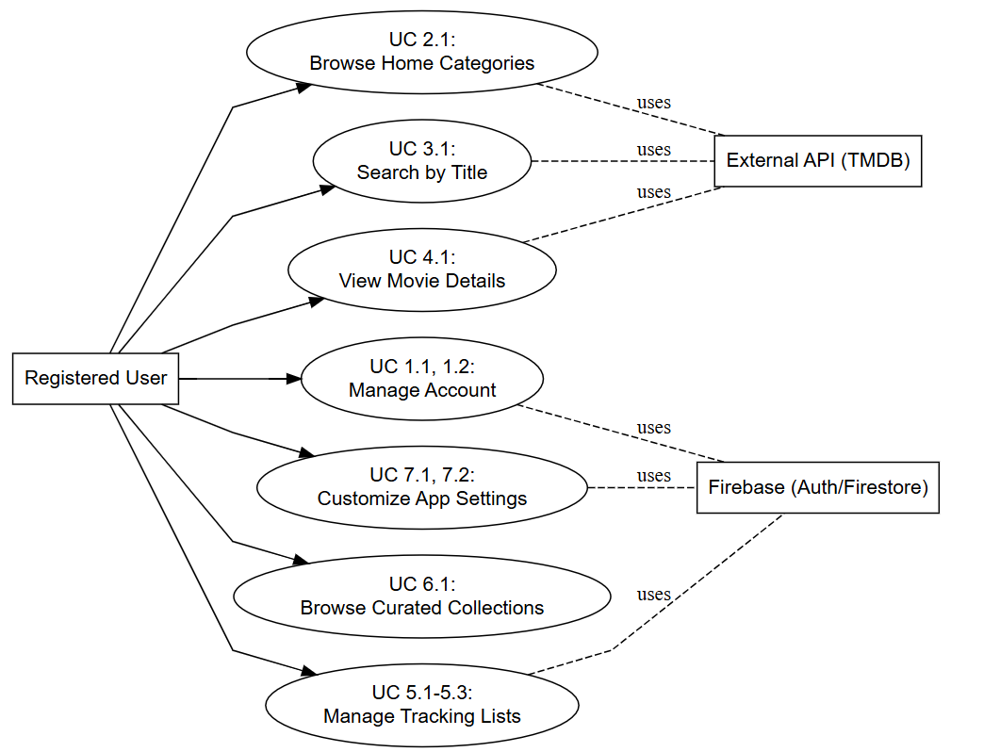 UC 2.1:
Browse Home Categories
uses
UC 3.1:
Search by Title
uses
External API (TMDB)
uses
UC 4.1:
View Movie Details
Registered User
UC 1.1, 1.2:
Manage Account
uses
UC 7.1, 7.2:
Customize App Settings
uses
Firebase (Auth/Firestore)
UC 6.1:
Browse Curated Collections
uses
UC 5.1-5.3:
Manage Tracking Lists